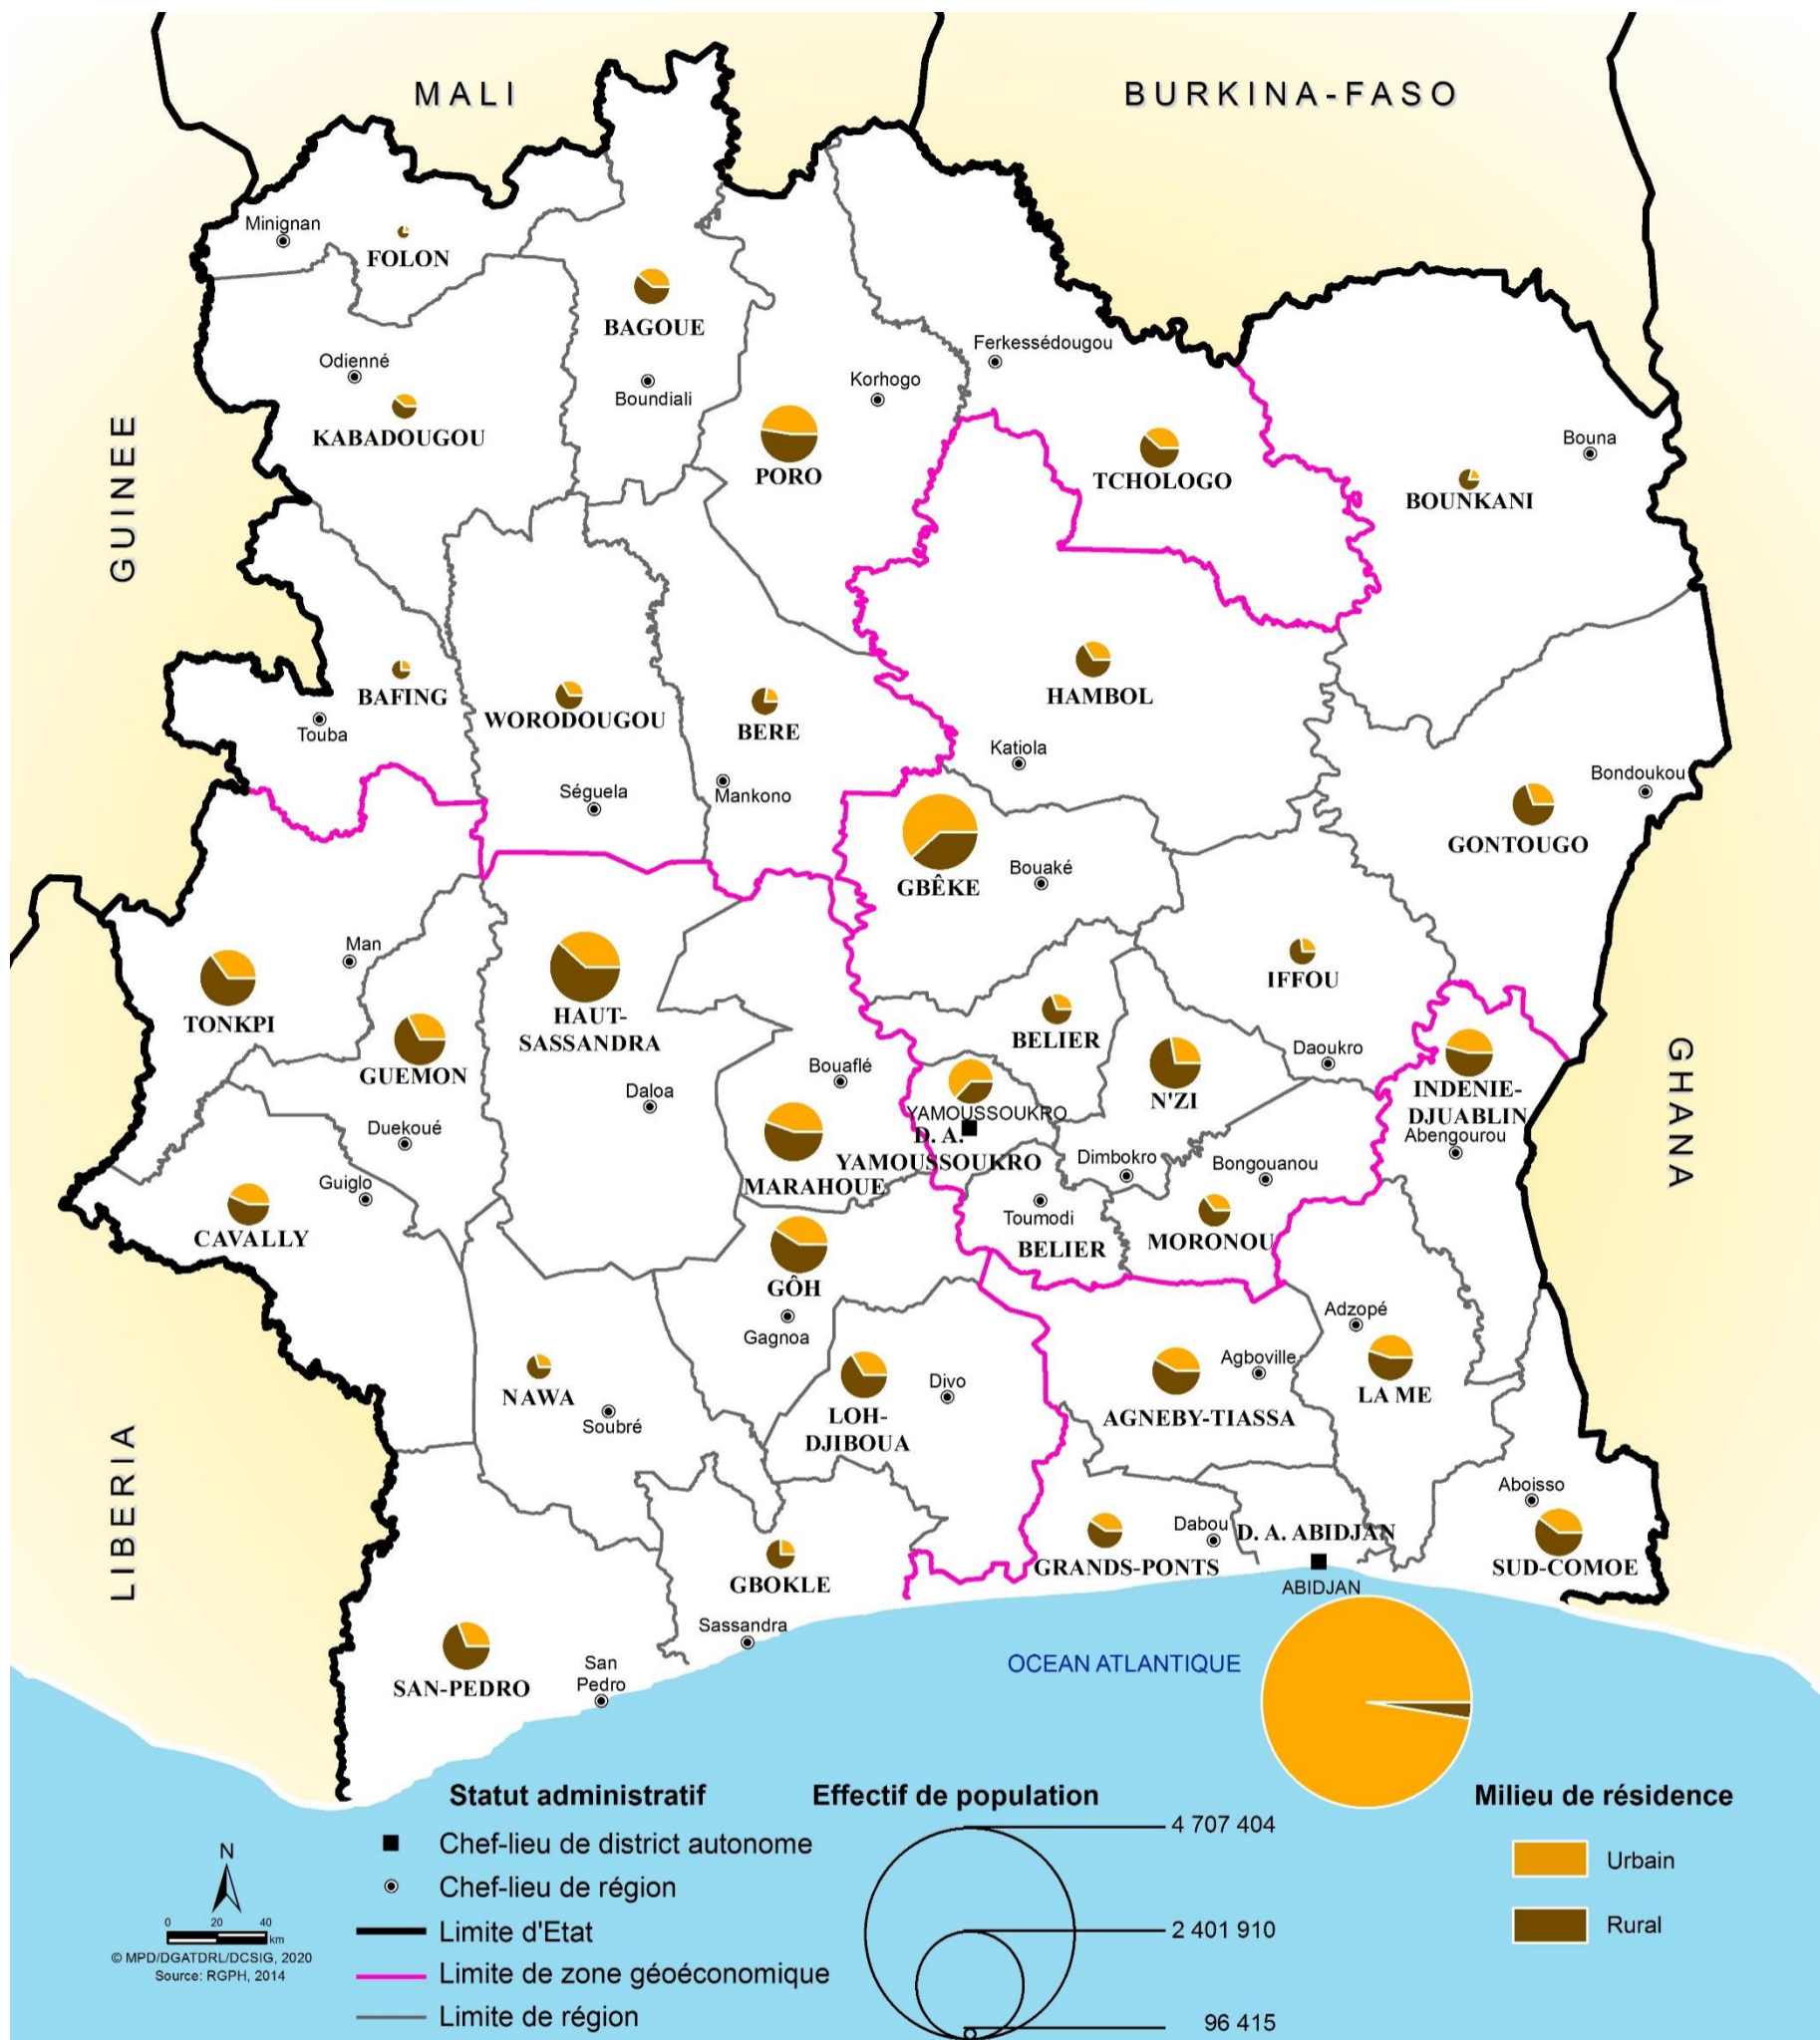 MALI
BURKINA-FASO
Minignan
FOLON
BAGOUE
Ferkessédougou
Odienné
Korhogo
Boundiali
KABADOUGOU
Bouna
PORO
TCHOLOGO
BOUNKANI
GUINEE
BAFING
HAMBOL
WORODOUGOU
BERE
Touba
Katiola
Bondoukou
Séguela
Mankono
GONTOUGO
Bouaké
GBÊKE
Man
IFFOU
TONKPI
HAUT-
SASSANDRA
BELIER
Daoukro
GUEMON
Bouaflé
GHANA
INDENIE-
DJUABLIN
Daloa
N'ZI
YAMOUSSOUKRO
D. A.
YAMOUSSOUKRO
Duekoué
Abengourou
Dimbokro
Bongouanou
Guiglo
MARAHOUE
Toumodi
CAVALLY
BELIER
MORONOU
GÔH
Adzopé
Gagnoa
Agboville
Divo
NAWA
LA ME
Soubré
LOH-
DJIBOUA
AGNEBY-TIASSA
LIBERIA
Aboisso
Dabou
D. A. ABIDJAN
GRANDS-PONTS
SUD-COMOE
GBOKLE
ABIDJAN
Sassandra
San
Pedro
OCEAN ATLANTIQUE
SAN-PEDRO
Statut administratif
Chef-lieu de district autonome
Chef-lieu de région
Limite d'Etat
Limite de zone géoéconomique
Limite de région
Effectif de population
4 707 404
2 401 910
96 415
Milieu de résidence
Urbain
Rural
N
0 20 40
km
© MPD/DGATDRL/DCSIG, 2020
Source: RGPH, 2014